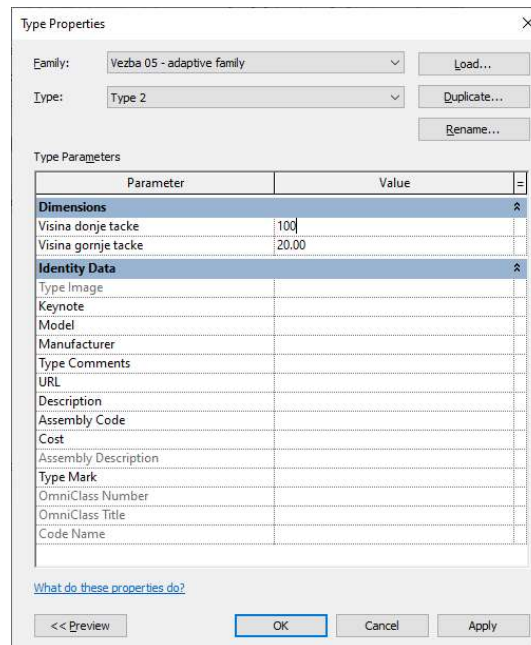 Type Properties
Family: Vezba 05 - adaptive family Load...
Type: Type 2 Duplicate...
Rename...
Type Parameters
Parameter Value =
Dimensions
Visina donje tacke 100
Visina gornje tacke 20.00
Identity Data
Type Image
Keynote
Model
Manufacturer
Type Comments
URL
Description
Assembly Code
Cost
Assembly Description
Type Mark
OmniClass Number
OmniClass Title
Code Name
What do these properties do?
<< Preview OK Cancel Apply